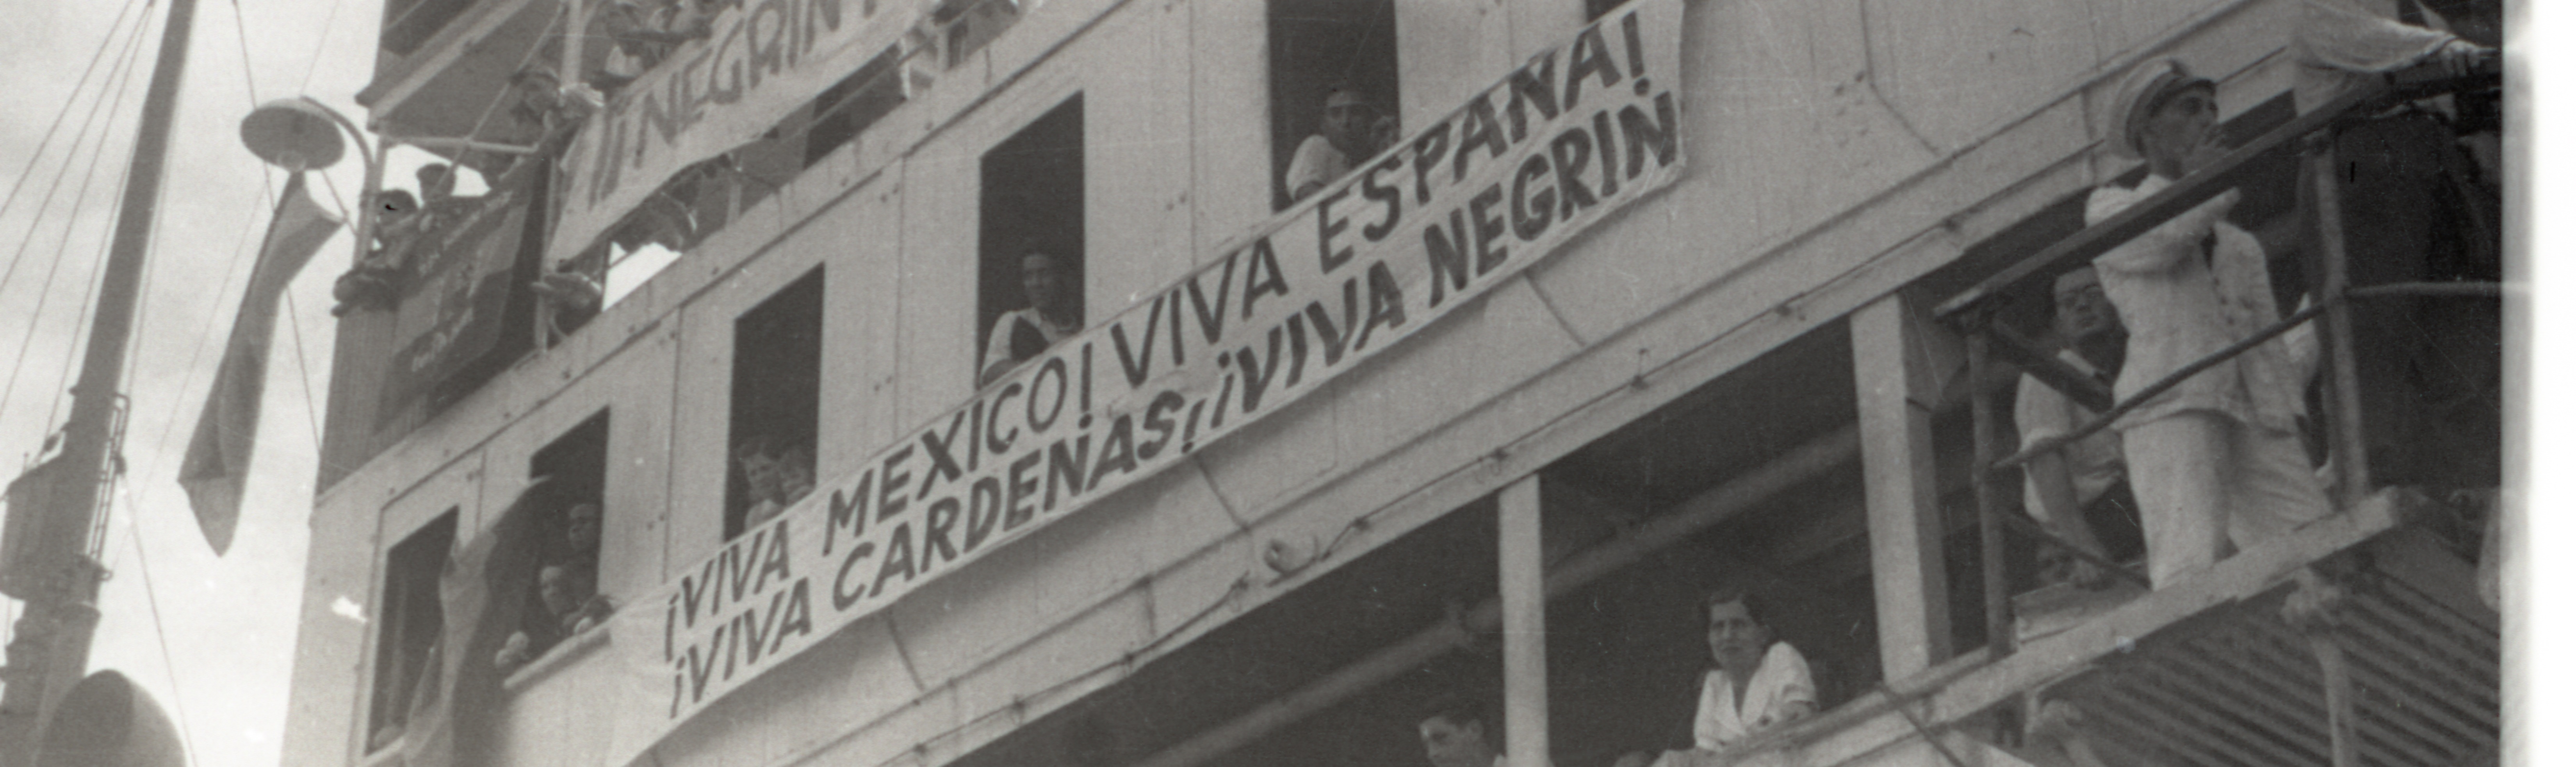 ¡¡NEGRIN
¡VIVA MEXICO! VIVA ESPAÑA!
¡VIVA CARDENAS! ¡VIVA NEGRIN